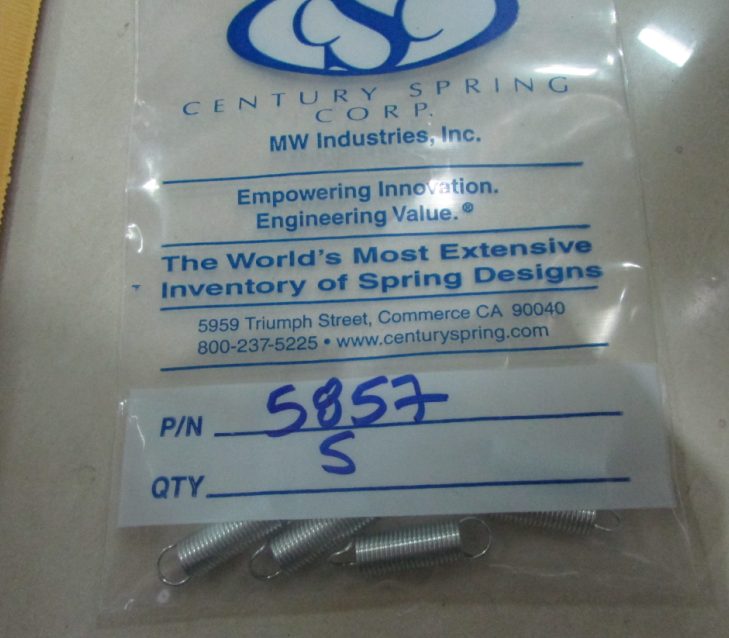 CSC
CENTURY SPRING
CORP.
MW Industries, Inc.
Empowering Innovation.
Engineering Value.®
The World's Most Extensive
Inventory of Spring Designs
5959 Triumph Street, Commerce CA 90040
800-237-5225 • www.centuryspring.com
P/N 5857
QTY 5